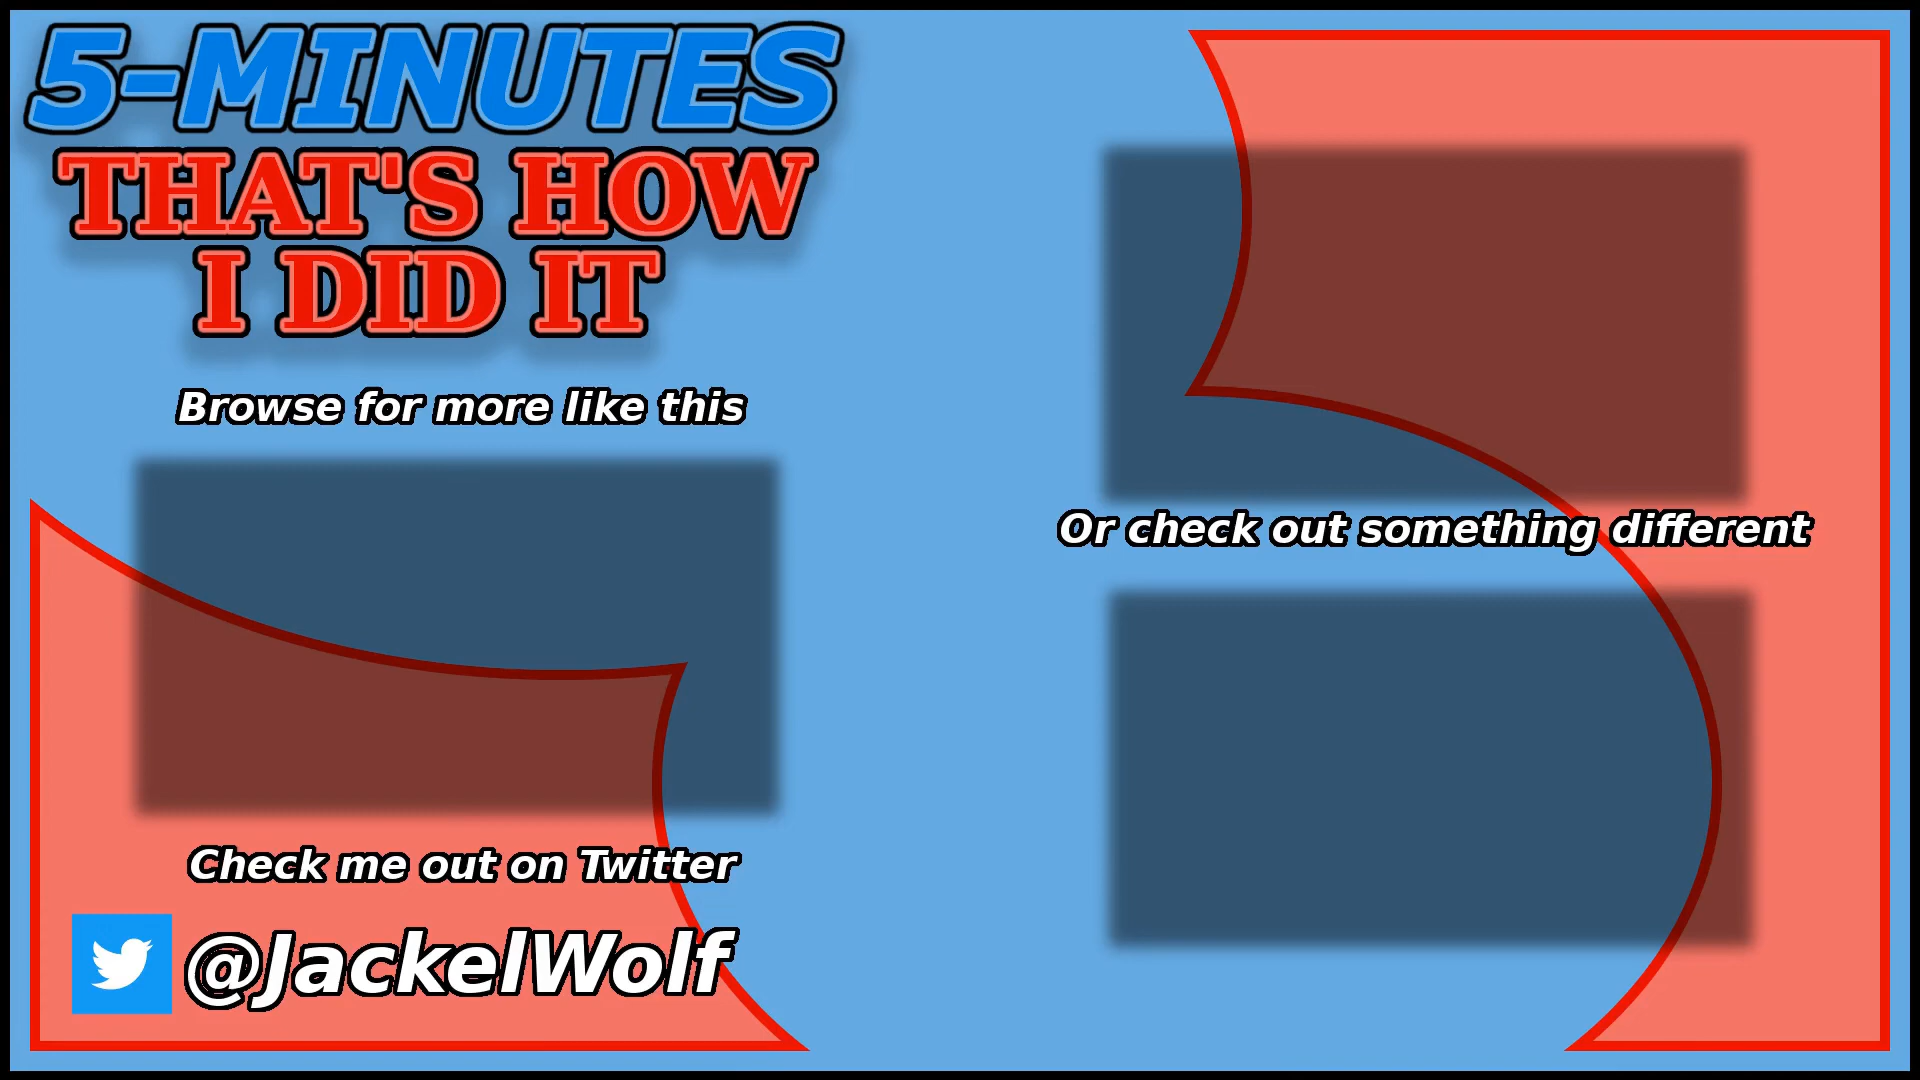 5-MINUTES
THAT'S HOW
I DID IT
Browse for more like this
Check me out on Twitter
@JackelWolf
Or check out something different